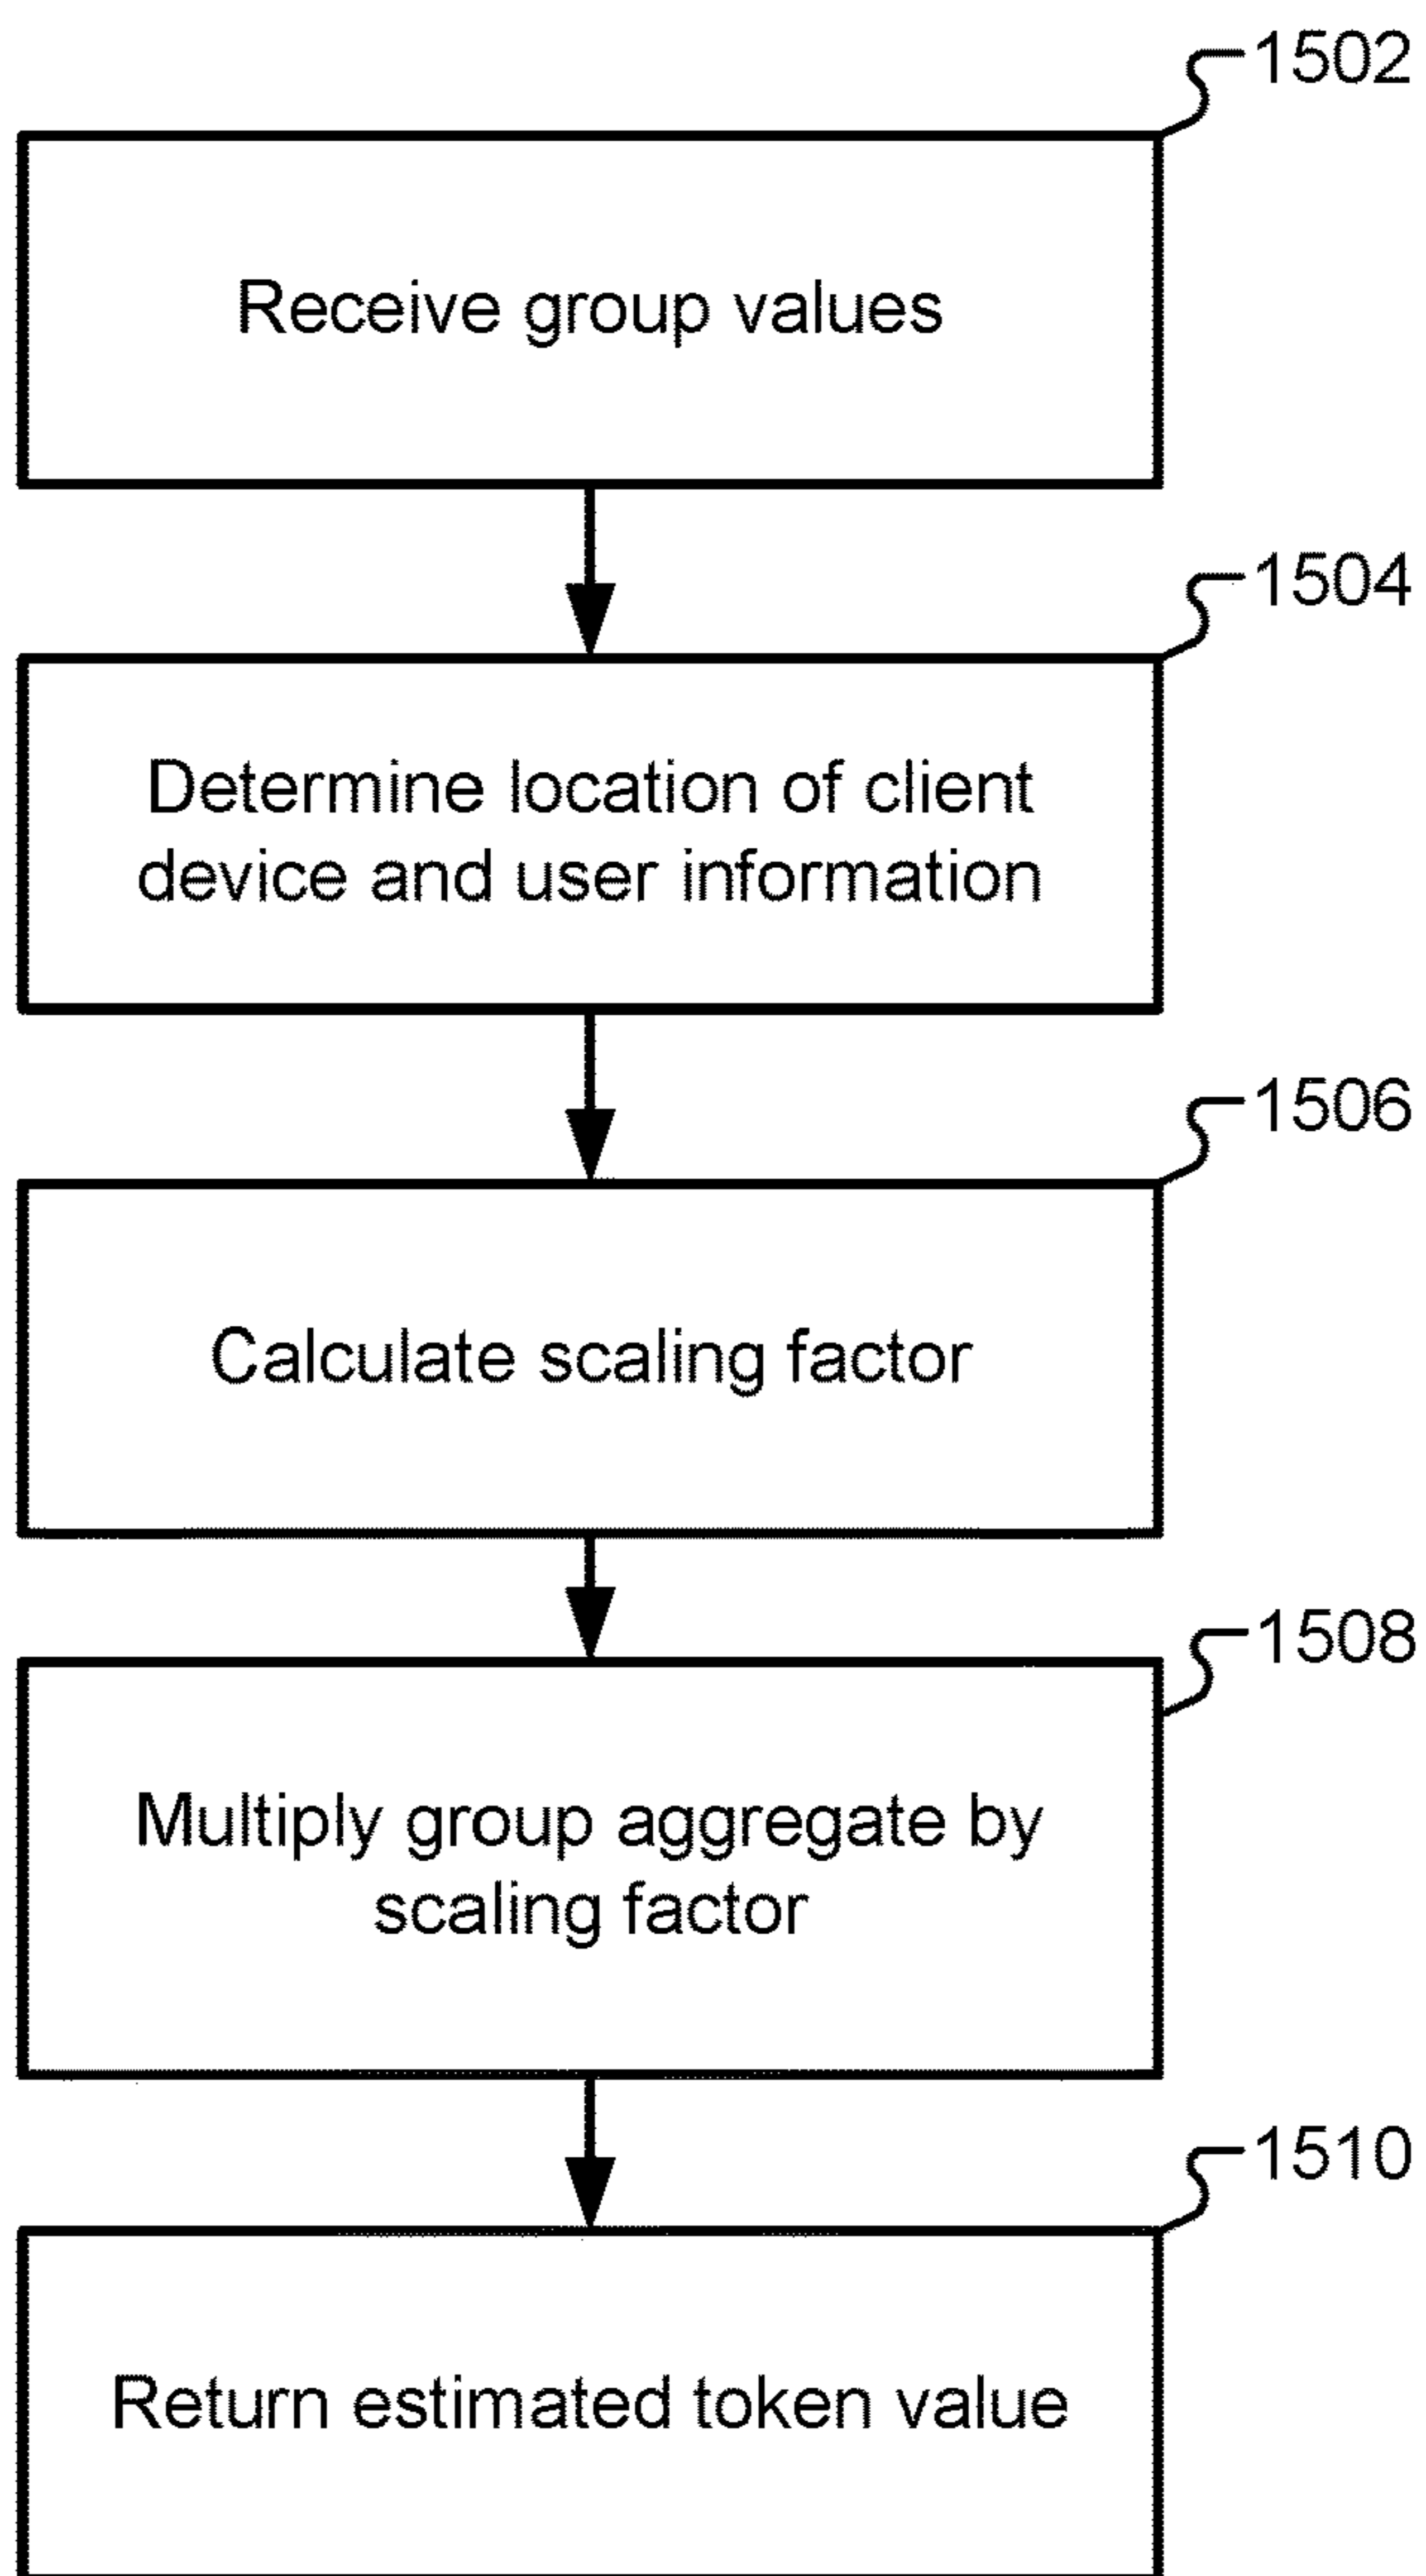 1502
Receive group values
1504
Determine location of client
device and user information
1506
Calculate scaling factor
1508
Multiply group aggregate by
scaling factor
1510
Return estimated token value